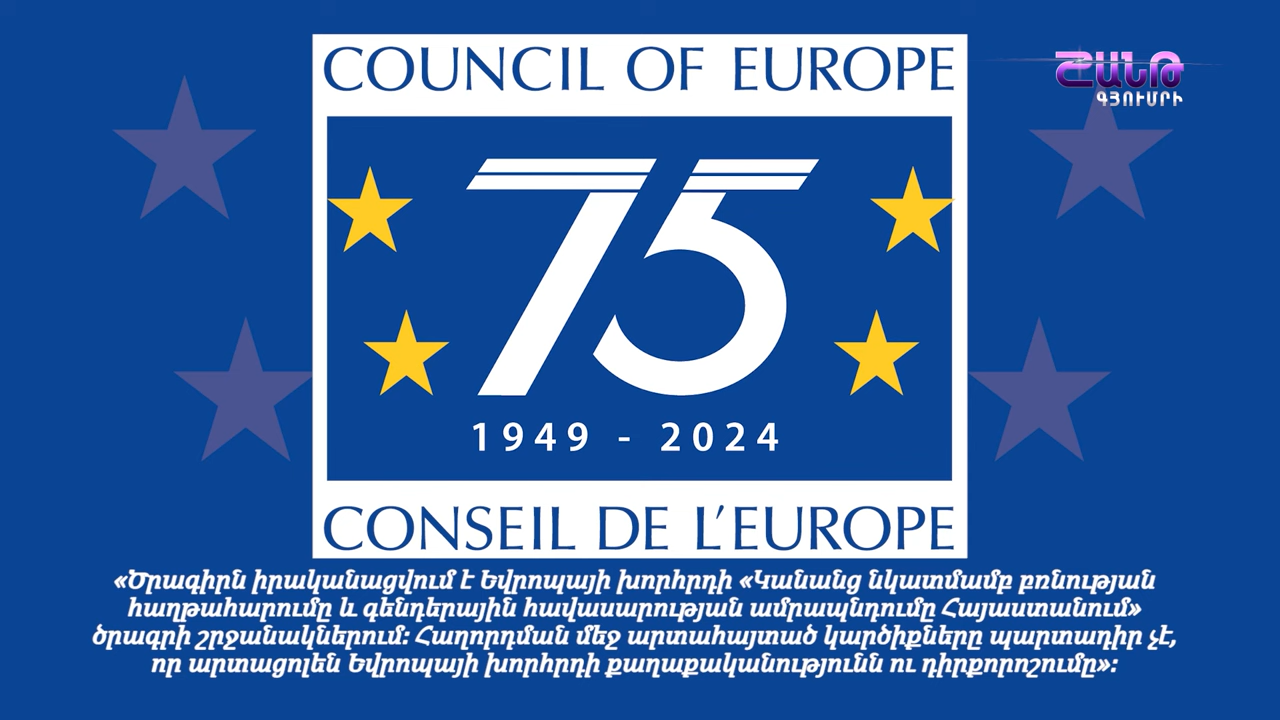 COUNCIL OF EUROPE
ՇԱՆԹ
ԳՅՈՒՄՐԻ
75
1949 - 2024
CONSEIL DE L'EUROPE
«Ծրագիրն իրականացվում է Եվրոպայի խորհրդի «Կանանց նկատմամբ բռնության
հաղթահարումը և գենդերային հավասարության ամրապնդումը Հայաստանում»
ծրագրի շրջանակներում: Հաղորդման մեջ արտահայտած կարծիքները պարտադիր չէ,
որ արտացոլեն Եվրոպայի խորհրդի քաղաքականությունն ու դիրքորոշումը»: